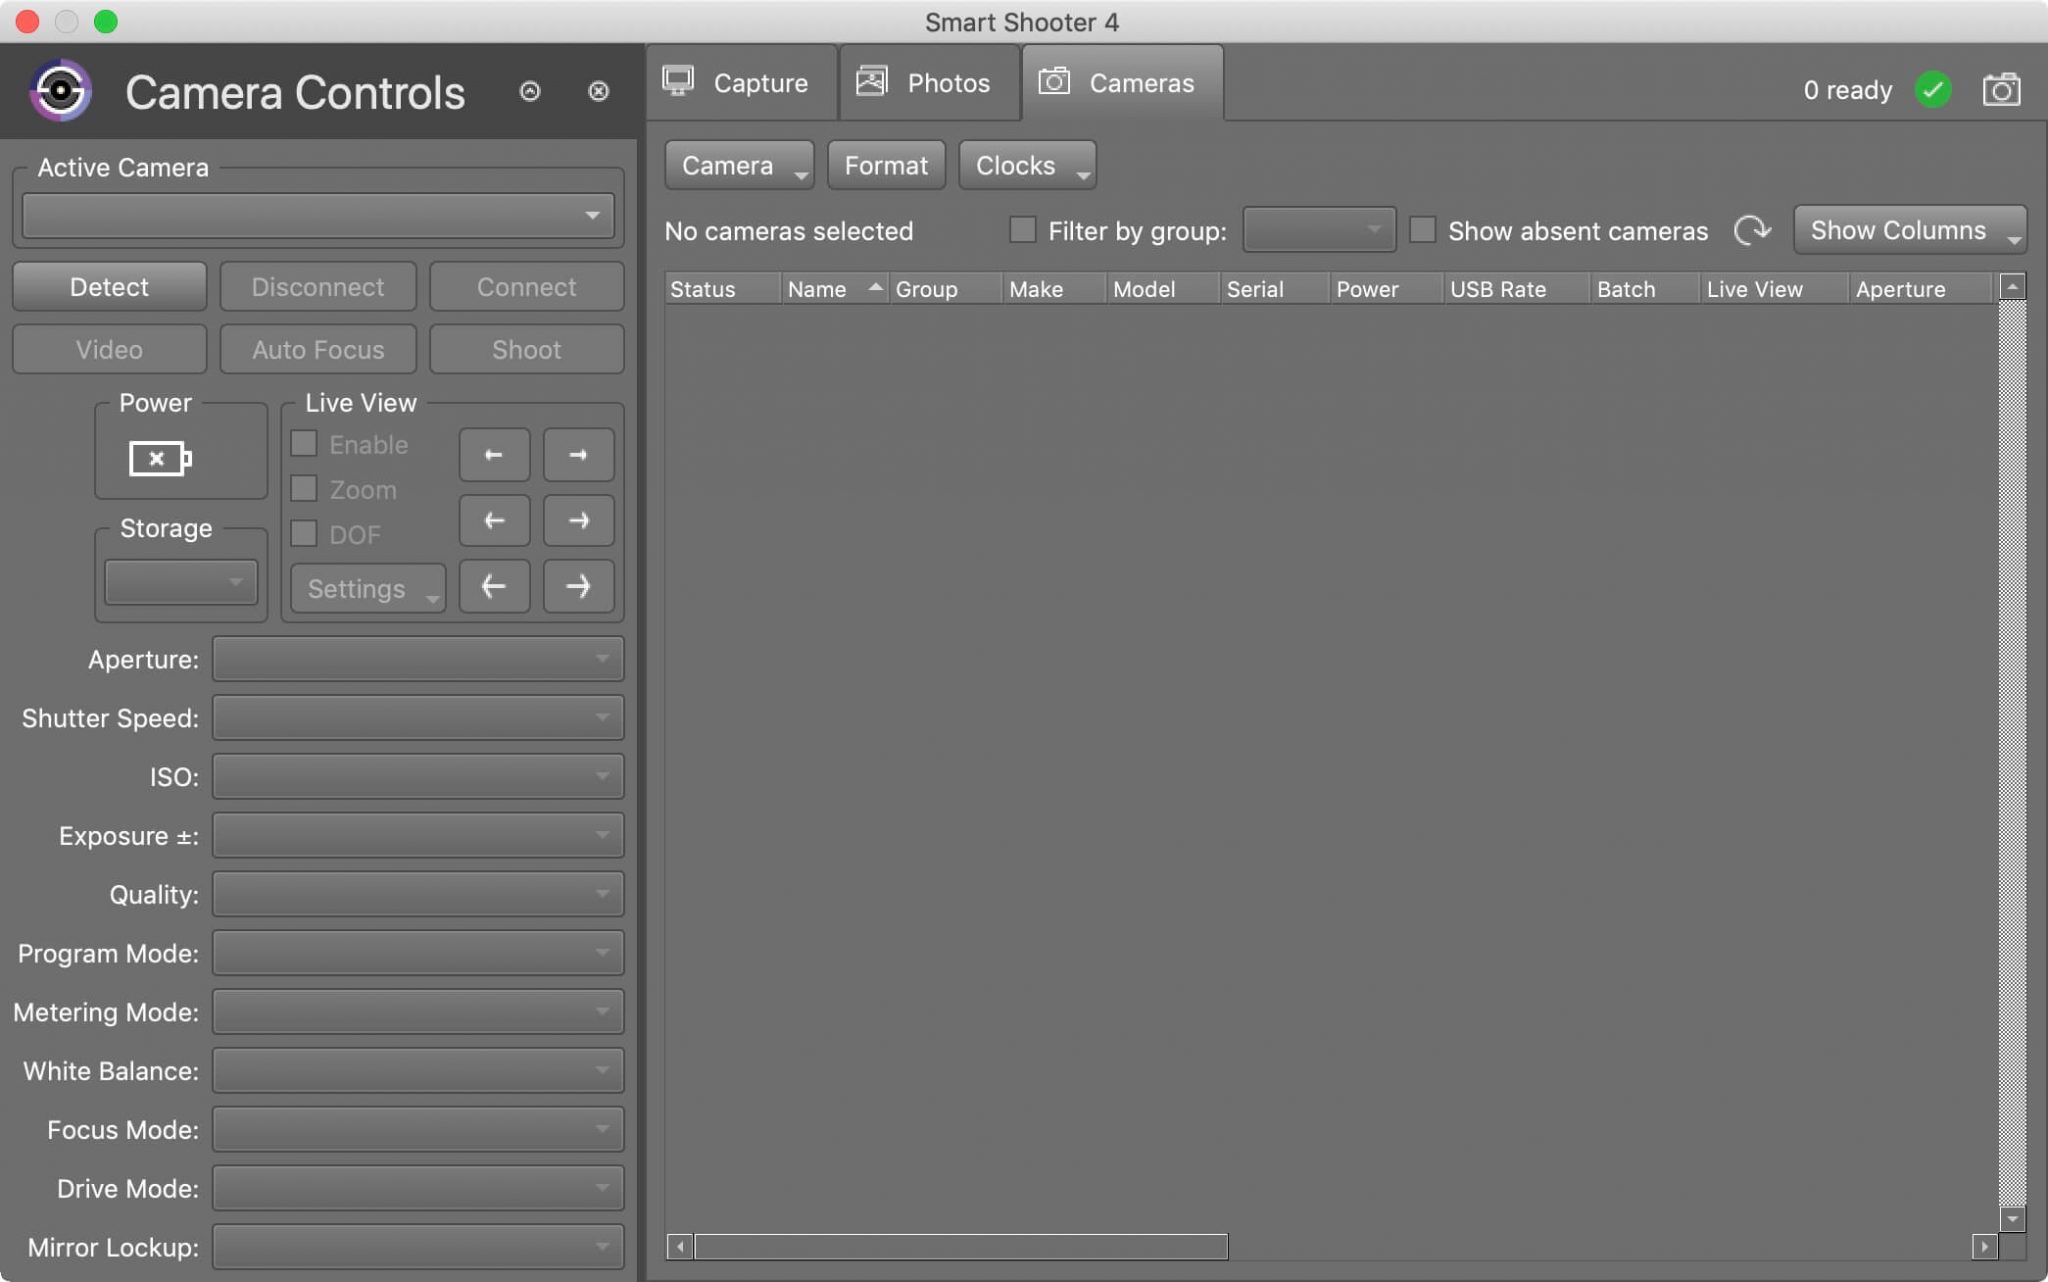 Smart Shooter 4
Camera Controls
Capture
Photos
Cameras
0 ready
Active Camera
Detect
Disconnect
Connect
Video
Auto Focus
Shoot
Power
Live View
Enable
Zoom
DOF
Settings
Storage
Aperture:
Shutter Speed:
ISO:
Exposure ±:
Quality:
Program Mode:
Metering Mode:
White Balance:
Focus Mode:
Drive Mode:
Mirror Lockup:
Camera
Format
Clocks
No cameras selected
Filter by group:
Show absent cameras
Show Columns
Status Name Group Make Model Serial Power USB Rate Batch Live View Aperture